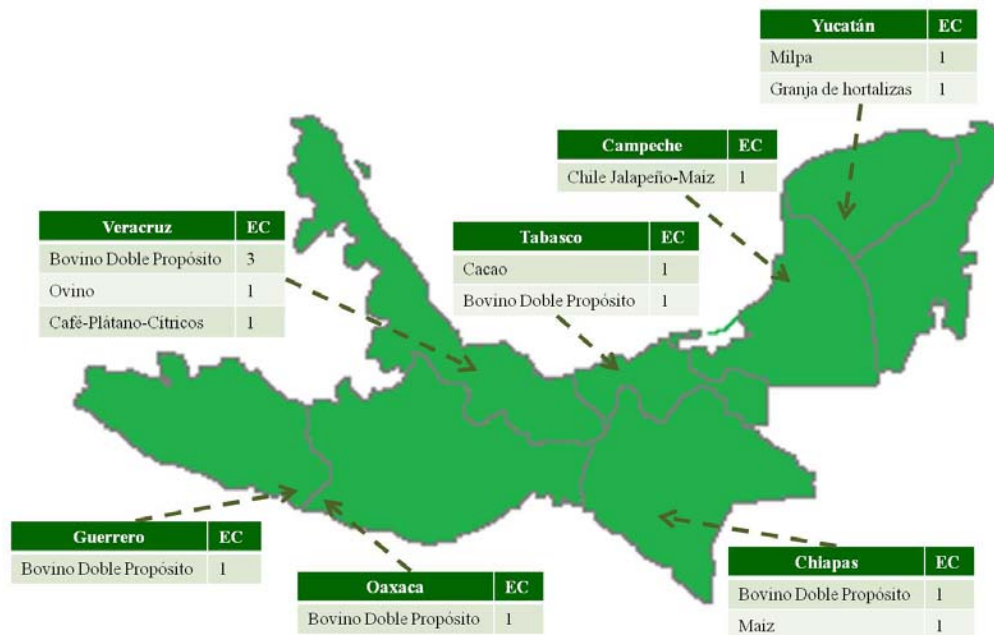 Yucatán EC
Milpa 1
Granja de hortalizas 1
Campeche EC
Chile Jalapeño-Maíz 1
Veracruz EC
Bovino Doble Propósito 3
Ovino 1
Café-Plátano-Cítricos 1
Tabasco EC
Cacao 1
Bovino Doble Propósito 1
Guerrero EC
Bovino Doble Propósito 1
Oaxaca EC
Bovino Doble Propósito 1
Chiapas EC
Bovino Doble Propósito 1
Maíz 1